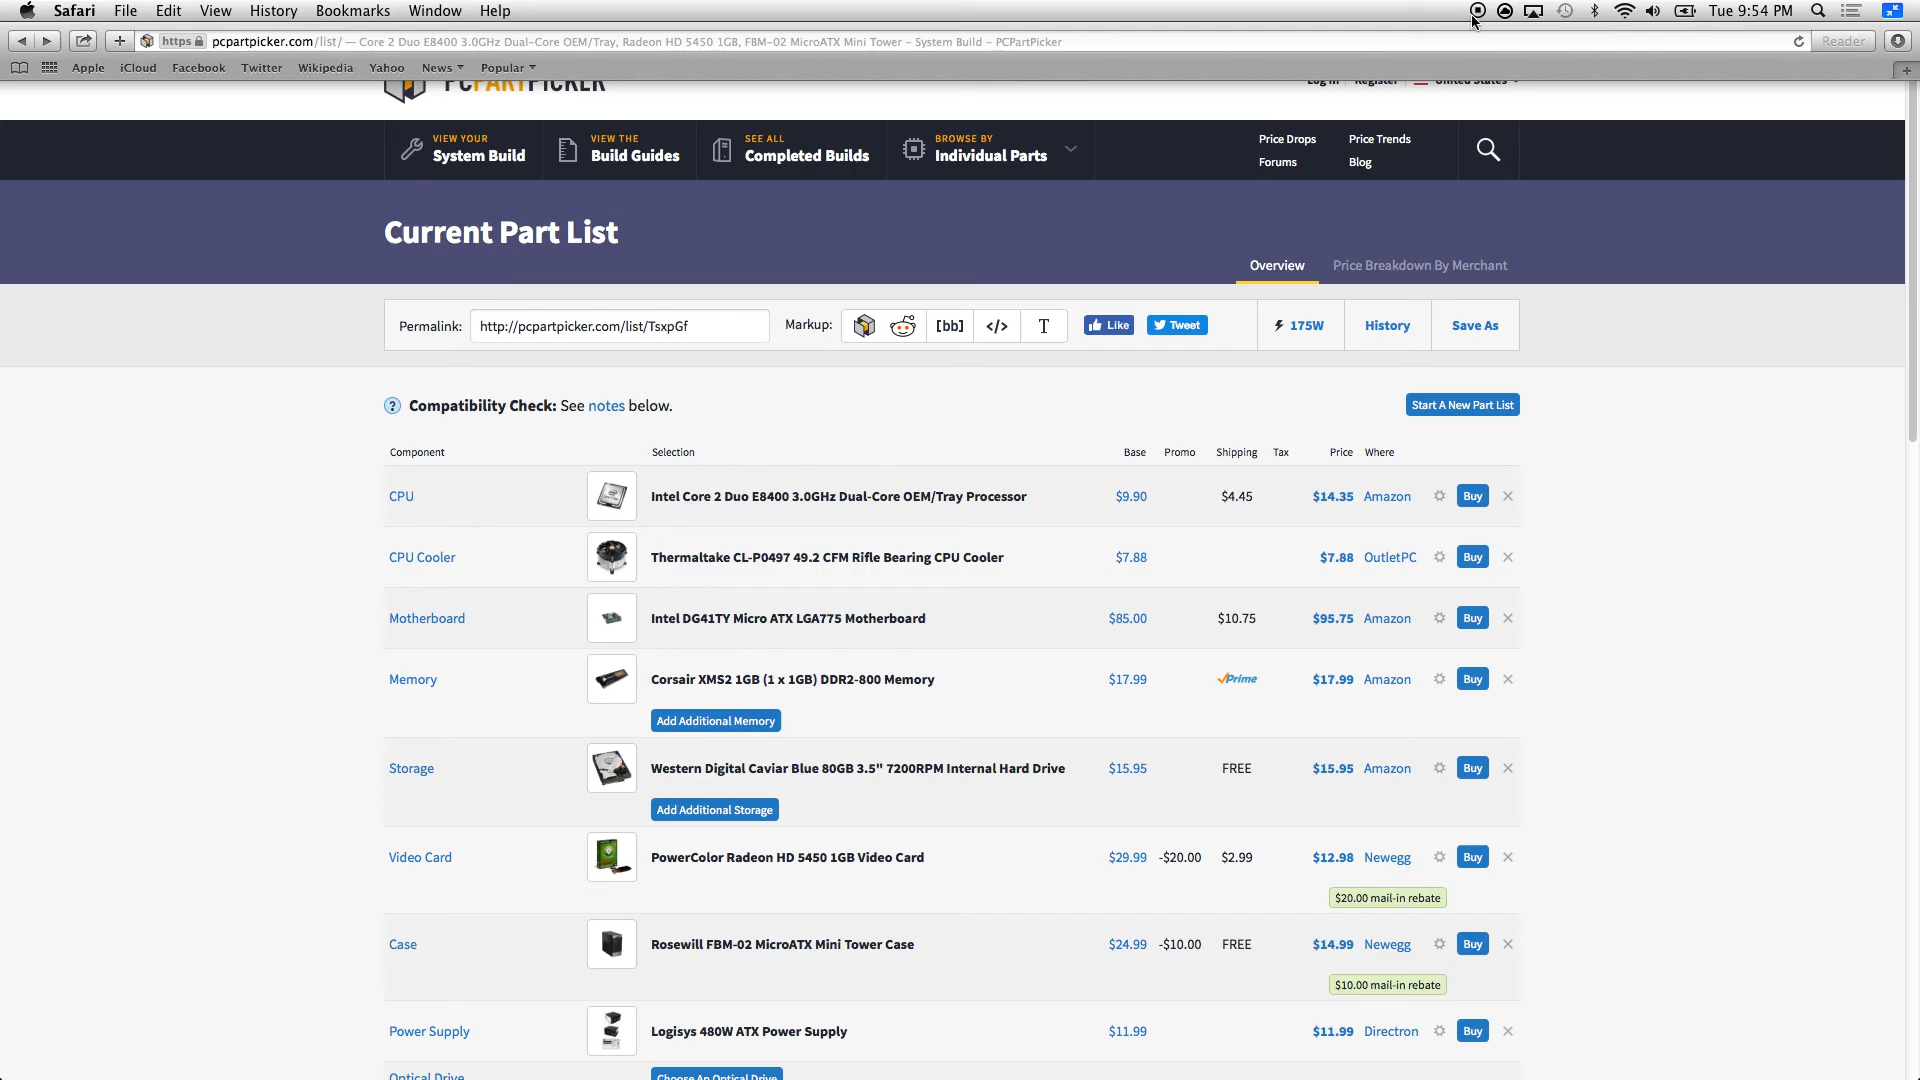 Safari File Edit View History Bookmarks Window Help Tue 9:54 PM
https pcpartpicker.com/list/ — Core 2 Duo E8400 3.0GHz Dual-Core OEM/Tray, Radeon HD 5450 1GB, FBM-02 MicroATX Mini Tower – System Build – PCPartPicker Reader
Apple iCloud Facebook Twitter Wikipedia Yahoo News Popular
PCPARTPICKER Log In Register United States
VIEW YOUR VIEW THE SEE ALL BROWSE BY Price Drops Price Trends
System Build Build Guides Completed Builds Individual Parts Forums Blog
Current Part List
Overview Price Breakdown By Merchant
Permalink: http://pcpartpicker.com/list/TsxpGf Markup: [bb] </> T Like Tweet 175W History Save As
? Compatibility Check: See notes below. Start A New Part List
Component Selection Base Promo Shipping Tax Price Where
CPU Intel Core 2 Duo E8400 3.0GHz Dual-Core OEM/Tray Processor $9.90 $4.45 $14.35 Amazon Buy
CPU Cooler Thermaltake CL-P0497 49.2 CFM Rifle Bearing CPU Cooler $7.88 $7.88 OutletPC Buy
Motherboard Intel DG41TY Micro ATX LGA775 Motherboard $85.00 $10.75 $95.75 Amazon Buy
Memory Corsair XMS2 1GB (1 x 1GB) DDR2-800 Memory $17.99 Prime $17.99 Amazon Buy
Add Additional Memory
Storage Western Digital Caviar Blue 80GB 3.5" 7200RPM Internal Hard Drive $15.95 FREE $15.95 Amazon Buy
Add Additional Storage
Video Card PowerColor Radeon HD 5450 1GB Video Card $29.99 -$20.00 $2.99 $12.98 Newegg Buy
$20.00 mail-in rebate
Case Rosewill FBM-02 MicroATX Mini Tower Case $24.99 -$10.00 FREE $14.99 Newegg Buy
$10.00 mail-in rebate
Power Supply Logisys 480W ATX Power Supply $11.99 $11.99 Directron Buy
Optical Drive Choose An Optical Drive